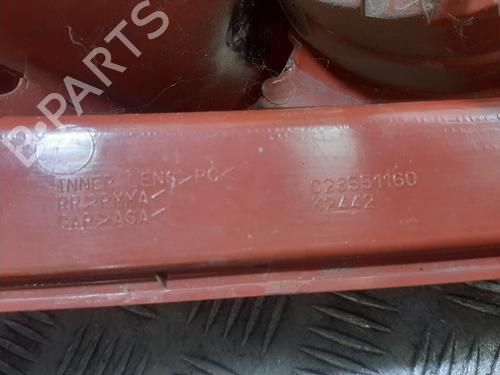 B-PARTS
INNER LENS>PC<
RR>PMMA<
CAP>ASA<
C23551160
K2442